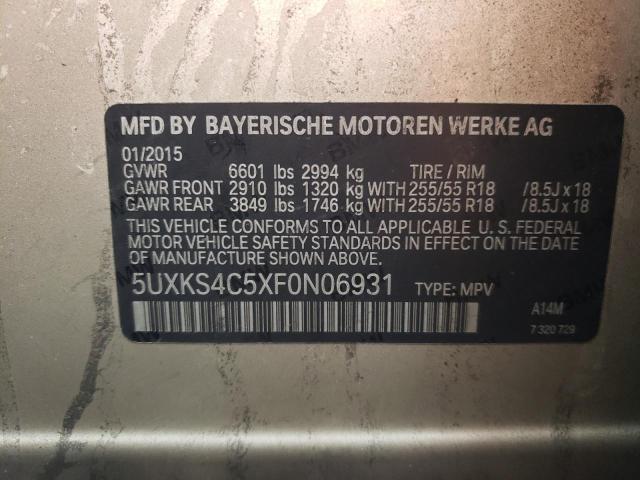 MFD BY BAYERISCHE MOTOREN WERKE AG
01/2015
GVWR 6601 lbs 2994 kg TIRE / RIM
GAWR FRONT 2910 lbs 1320 kg WITH 255/55 R18 /8.5J x 18
GAWR REAR 3849 lbs 1746 kg WITH 255/55 R18 /8.5J x 18
THIS VEHICLE CONFORMS TO ALL APPLICABLE U. S. FEDERAL
MOTOR VEHICLE SAFETY STANDARDS IN EFFECT ON THE DATE
OF MANUFACTURE SHOWN ABOVE.
5UXKS4C5XF0N06931 TYPE: MPV
A14M
7 320 729